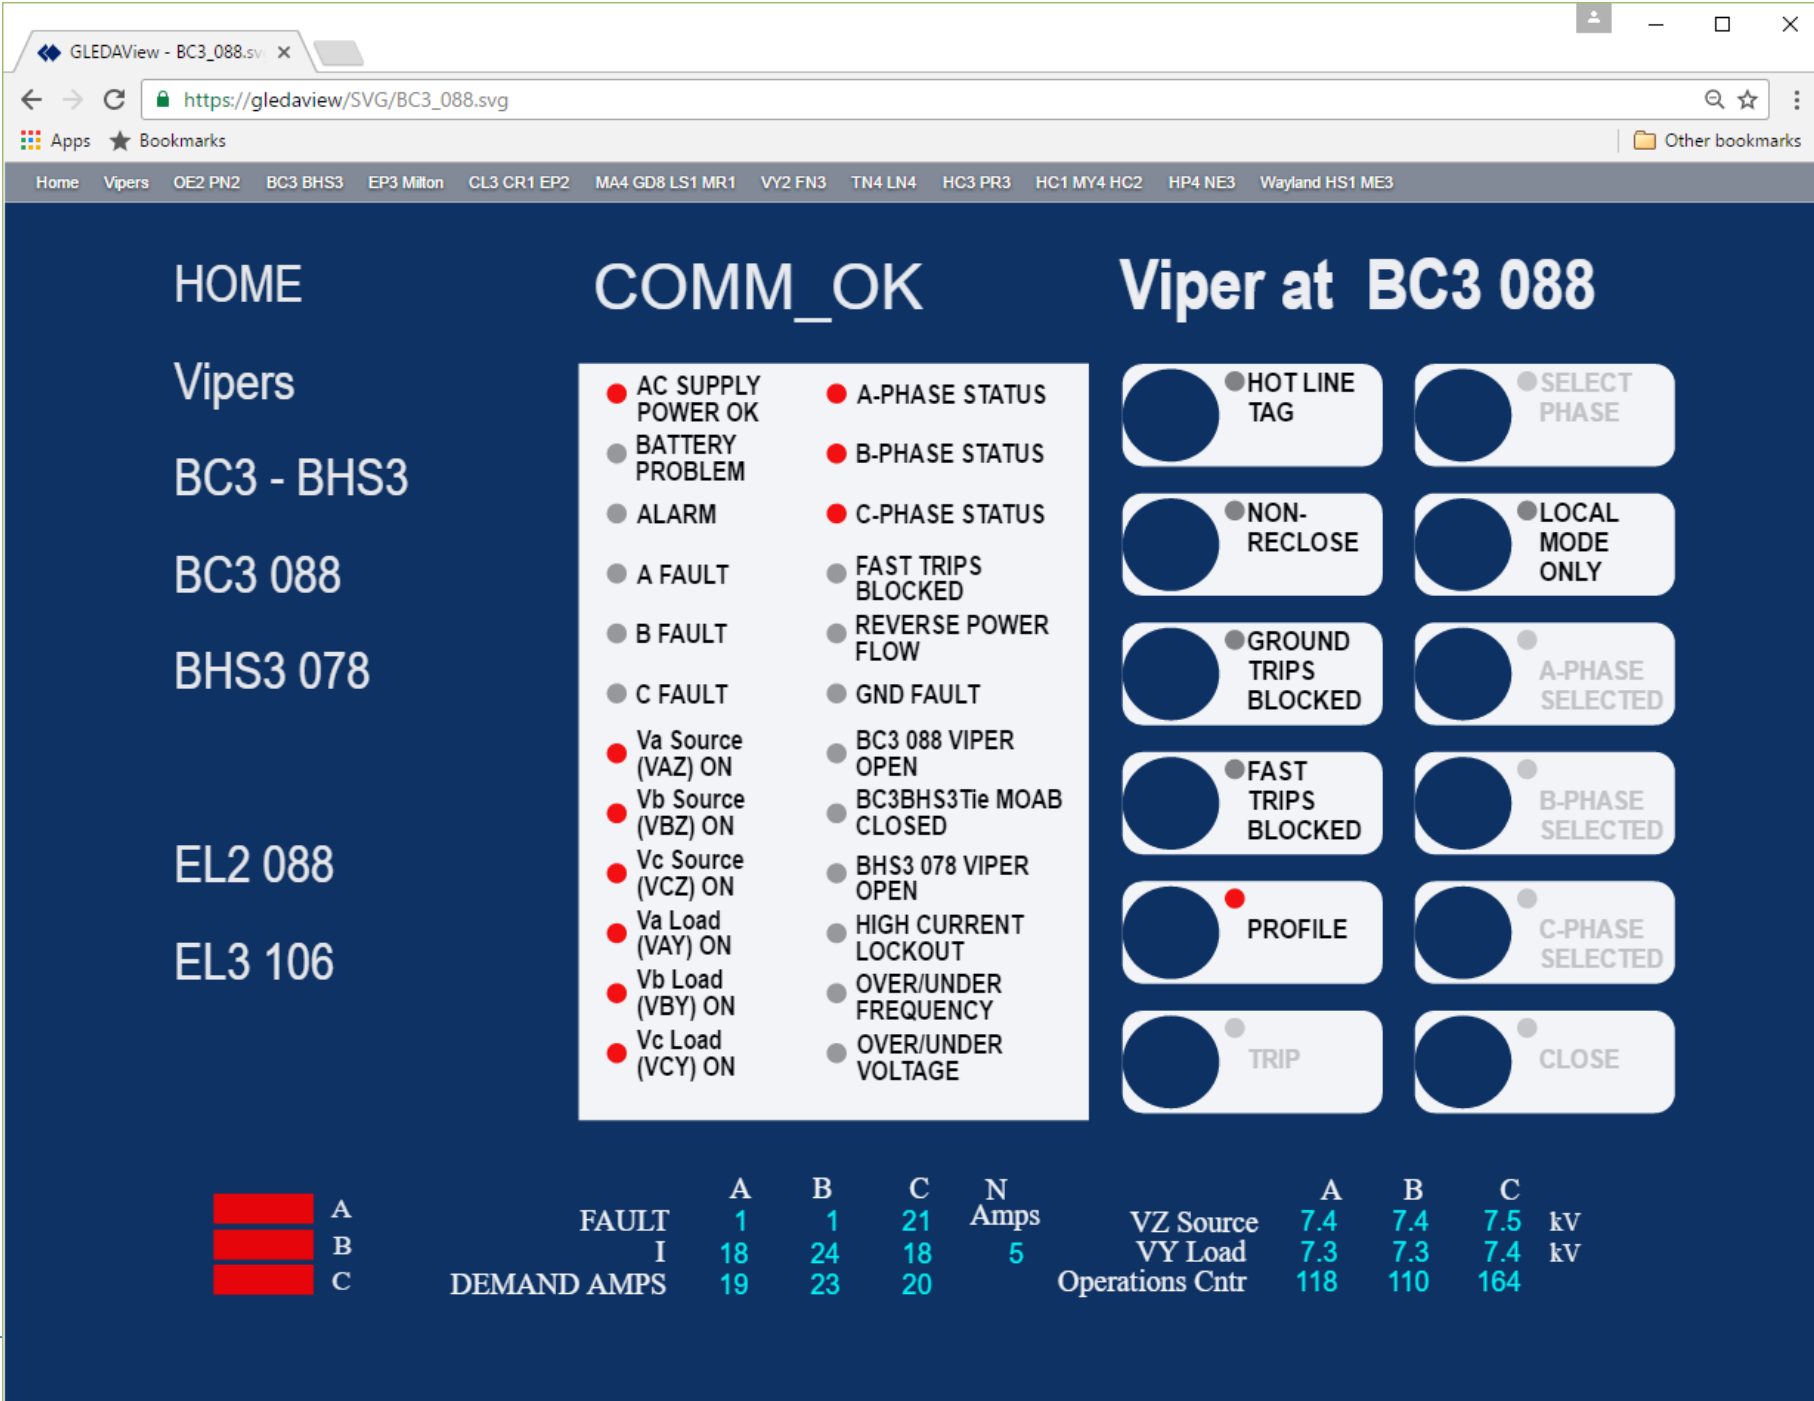 GLEDAView - BC3_088.sv
https://gledaview/SVG/BC3_088.svg
Apps Bookmarks Other bookmarks
Home Vipers OE2 PN2 BC3 BHS3 EP3 Milton CL3 CR1 EP2 MA4 GD8 LS1 MR1 VY2 FN3 TN4 LN4 HC3 PR3 HC1 MY4 HC2 HP4 NE3 Wayland HS1 ME3
HOME
Vipers
BC3 - BHS3
BC3 088
BHS3 078
EL2 088
EL3 106
COMM_OK
Viper at BC3 088
AC SUPPLY
POWER OK
BATTERY
PROBLEM
ALARM
A FAULT
B FAULT
C FAULT
Va Source
(VAZ) ON
Vb Source
(VBZ) ON
Vc Source
(VCZ) ON
Va Load
(VAY) ON
Vb Load
(VBY) ON
Vc Load
(VCY) ON
A-PHASE STATUS
B-PHASE STATUS
C-PHASE STATUS
FAST TRIPS
BLOCKED
REVERSE POWER
FLOW
GND FAULT
BC3 088 VIPER
OPEN
BC3BHS3Tie MOAB
CLOSED
BHS3 078 VIPER
OPEN
HIGH CURRENT
LOCKOUT
OVER/UNDER
FREQUENCY
OVER/UNDER
VOLTAGE
HOT LINE
TAG
SELECT
PHASE
NON-
RECLOSE
LOCAL
MODE
ONLY
GROUND
TRIPS
BLOCKED
A-PHASE
SELECTED
FAST
TRIPS
BLOCKED
B-PHASE
SELECTED
PROFILE
C-PHASE
SELECTED
TRIP
CLOSE
A
B
C
A B C N
FAULT 1 1 21 Amps
I 18 24 18 5
DEMAND AMPS 19 23 20
A B C
VZ Source 7.4 7.4 7.5 kV
VY Load 7.3 7.3 7.4 kV
Operations Cntr 118 110 164